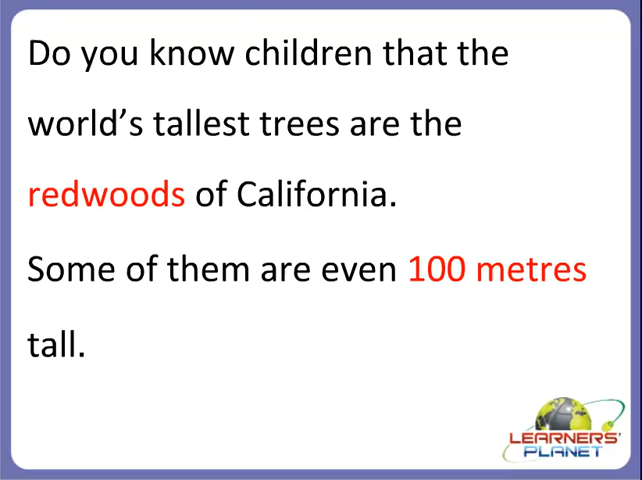 Do you know children that the
world’s tallest trees are the
redwoods of California.
Some of them are even 100 metres
tall.
LEARNERS'
PLANET